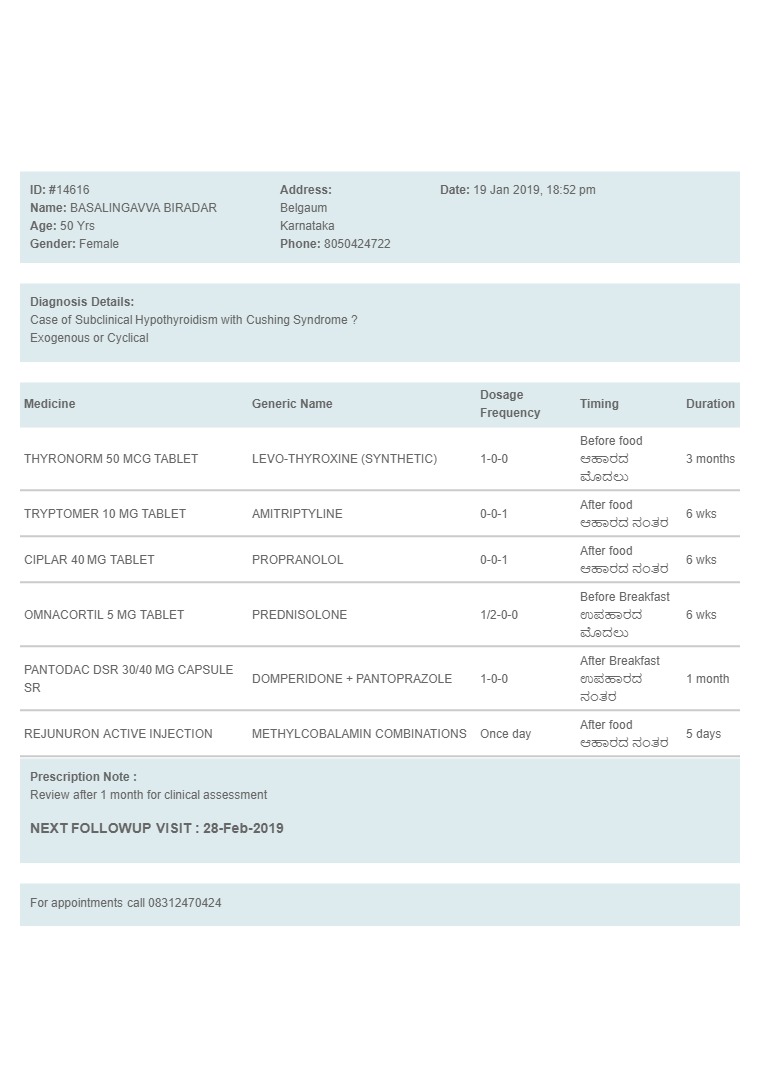 ID: #14616
Name: BASALINGAVVA BIRADAR
Age: 50 Yrs
Gender: Female
Address:
Belgaum
Karnataka
Phone: 8050424722
Date: 19 Jan 2019, 18:52 pm
Diagnosis Details:
Case of Subclinical Hypothyroidism with Cushing Syndrome ?
Exogenous or Cyclical
Medicine Generic Name Dosage Frequency Timing Duration
THYRONORM 50 MCG TABLET LEVO-THYROXINE (SYNTHETIC) 1-0-0 Before food ಆಹಾರದ ಮೊದಲು 3 months
TRYPTOMER 10 MG TABLET AMITRIPTYLINE 0-0-1 After food ಆಹಾರದ ನಂತರ 6 wks
CIPLAR 40 MG TABLET PROPRANOLOL 0-0-1 After food ಆಹಾರದ ನಂತರ 6 wks
OMNACORTIL 5 MG TABLET PREDNISOLONE 1/2-0-0 Before Breakfast ಉಪಹಾರದ ಮೊದಲು 6 wks
PANTODAC DSR 30/40 MG CAPSULE SR DOMPERIDONE + PANTOPRAZOLE 1-0-0 After Breakfast ಉಪಹಾರದ ನಂತರ 1 month
REJUNURON ACTIVE INJECTION METHYLCOBALAMIN COMBINATIONS Once day After food ಆಹಾರದ ನಂತರ 5 days
Prescription Note :
Review after 1 month for clinical assessment
NEXT FOLLOWUP VISIT : 28-Feb-2019
For appointments call 08312470424